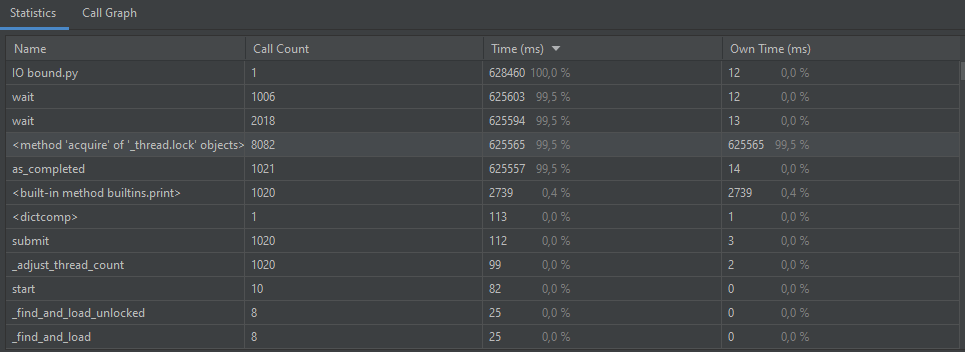 Statistics Call Graph
Name Call Count Time (ms) Own Time (ms)
IO bound.py 1 628460 100,0 % 12 0,0 %
wait 1006 625603 99,5 % 12 0,0 %
wait 2018 625594 99,5 % 13 0,0 %
<method 'acquire' of '_thread.lock' objects> 8082 625565 99,5 % 625565 99,5 %
as_completed 1021 625557 99,5 % 14 0,0 %
<built-in method builtins.print> 1020 2739 0,4 % 2739 0,4 %
<dictcomp> 1 113 0,0 % 1 0,0 %
submit 1020 112 0,0 % 3 0,0 %
_adjust_thread_count 1020 99 0,0 % 2 0,0 %
start 10 82 0,0 % 0 0,0 %
_find_and_load_unlocked 8 25 0,0 % 0 0,0 %
_find_and_load 8 25 0,0 % 0 0,0 %